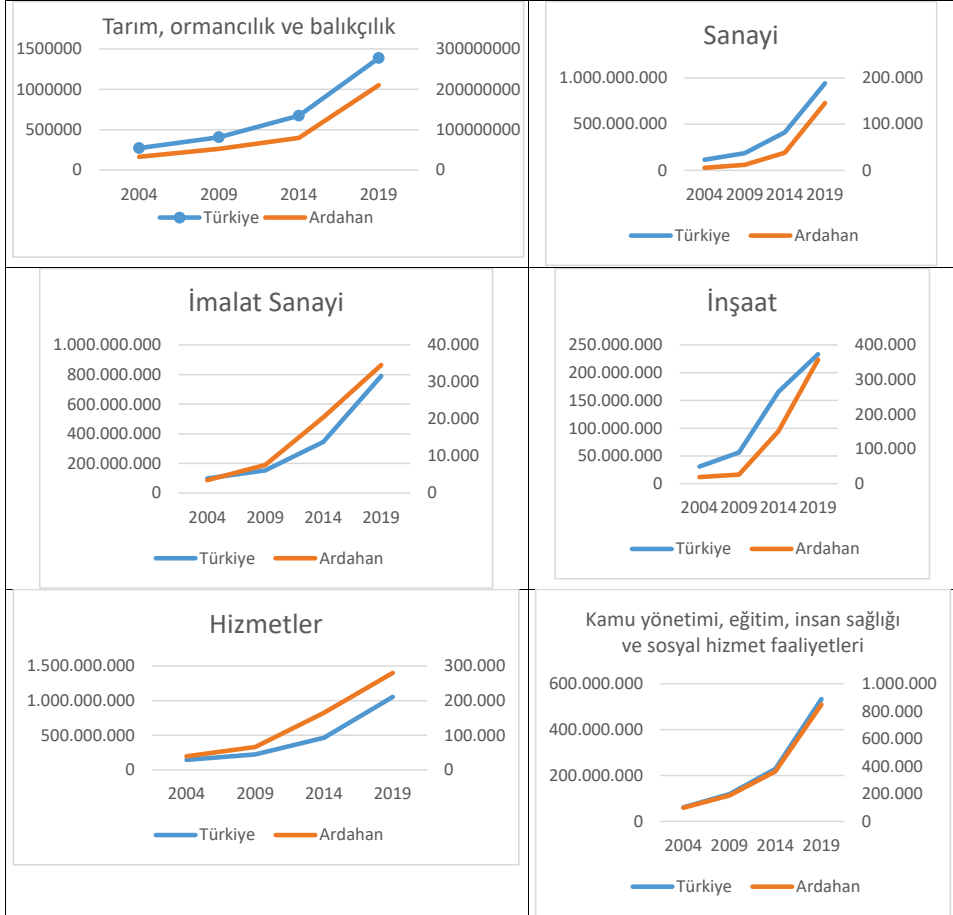 Tarım, ormancılık ve balıkçılık
1500000 300000000
1000000 200000000
500000 100000000
0 0
2004 2009 2014 2019
Türkiye Ardahan
Sanayi
1.000.000.000 200.000
500.000.000 100.000
0 0
2004 2009 2014 2019
Türkiye Ardahan
İmalat Sanayi
1.000.000.000 40.000
800.000.000 30.000
600.000.000 20.000
400.000.000 10.000
200.000.000 0
0
2004 2009 2014 2019
Türkiye Ardahan
İnşaat
250.000.000 400.000
200.000.000 300.000
150.000.000 200.000
100.000.000 100.000
50.000.000 0
0
2004 2009 2014 2019
Türkiye Ardahan
Hizmetler
1.500.000.000 300.000
1.000.000.000 200.000
500.000.000 100.000
0 0
2004 2009 2014 2019
Türkiye Ardahan
Kamu yönetimi, eğitim, insan sağlığı
ve sosyal hizmet faaliyetleri
600.000.000 1.000.000
400.000.000 800.000
200.000.000 600.000
0 400.000
200.000
0
2004 2009 2014 2019
Türkiye Ardahan